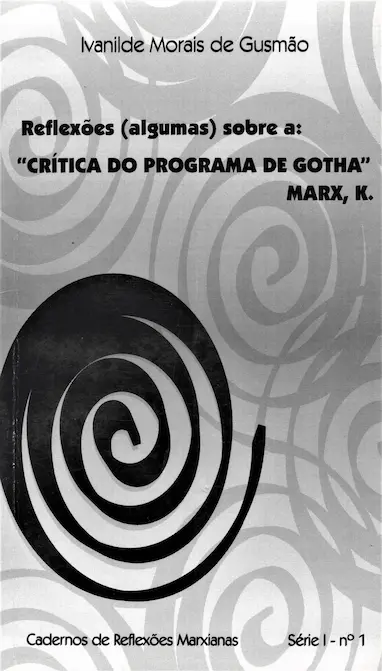 Ivanilde Morais de Gusmão
Reflexões (algumas) sobre a:
"CRÍTICA DO PROGRAMA DE GOTHA"
MARX, K.
Cadernos de Reflexões Marxianas Série I - nº 1